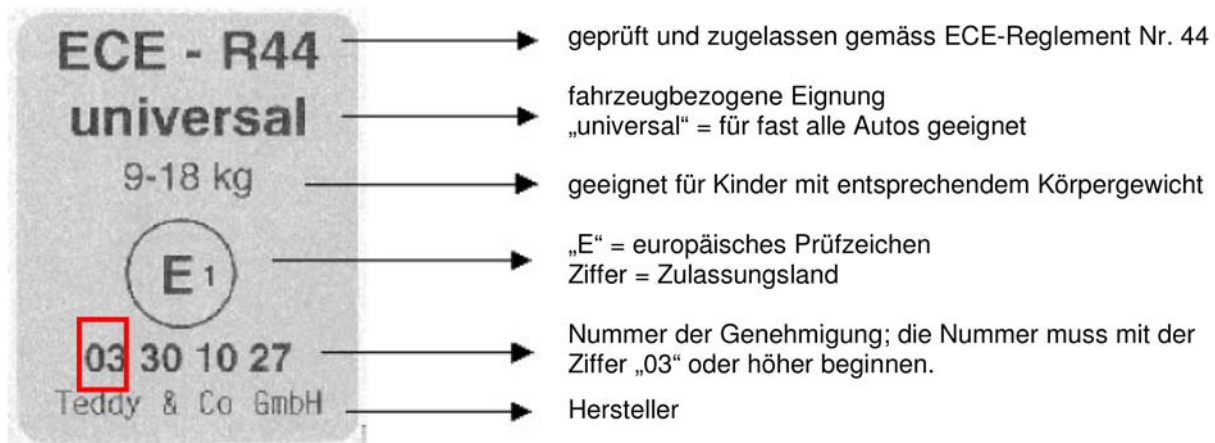 ECE - R44
universal
9-18 kg
E 1
03 30 10 27
Teddy & Co GmbH
geprüft und zugelassen gemäss ECE-Reglement Nr. 44
fahrzeugbezogene Eignung
„universal“ = für fast alle Autos geeignet
geeignet für Kinder mit entsprechendem Körpergewicht
„E“ = europäisches Prüfzeichen
Ziffer = Zulassungsland
Nummer der Genehmigung; die Nummer muss mit der
Ziffer „03“ oder höher beginnen.
Hersteller